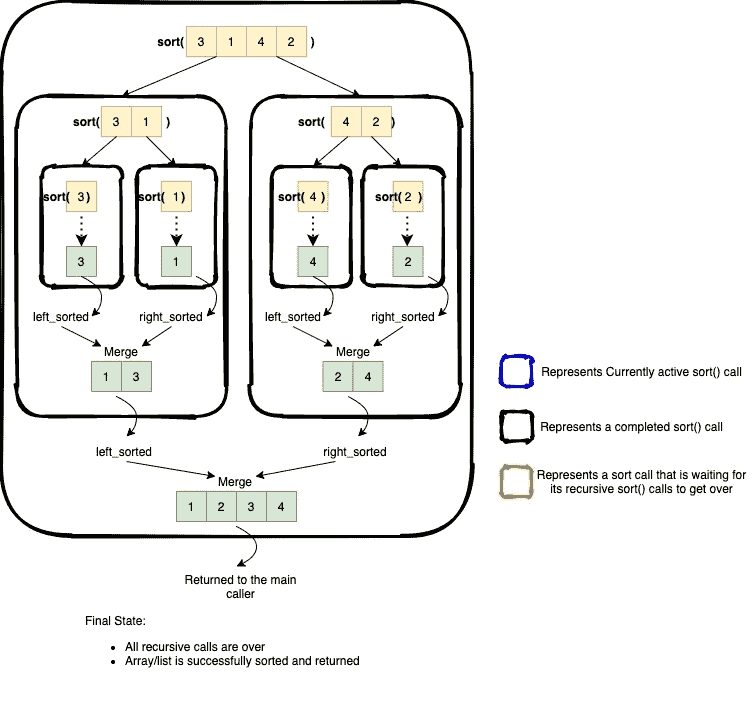 sort( 3 1 4 2 )
sort( 3 1 )
sort( 4 2 )
sort( 3 )
sort( 1 )
sort( 4 )
sort( 2 )
3
1
4
2
left_sorted
right_sorted
left_sorted
right_sorted
Merge
Merge
1 3
2 4
left_sorted
right_sorted
Merge
1 2 3 4
Returned to the main
caller
Represents Currently active sort() call
Represents a completed sort() call
Represents a sort call that is waiting for
its recursive sort() calls to get over
Final State:
• All recursive calls are over
• Array/list is successfully sorted and returned